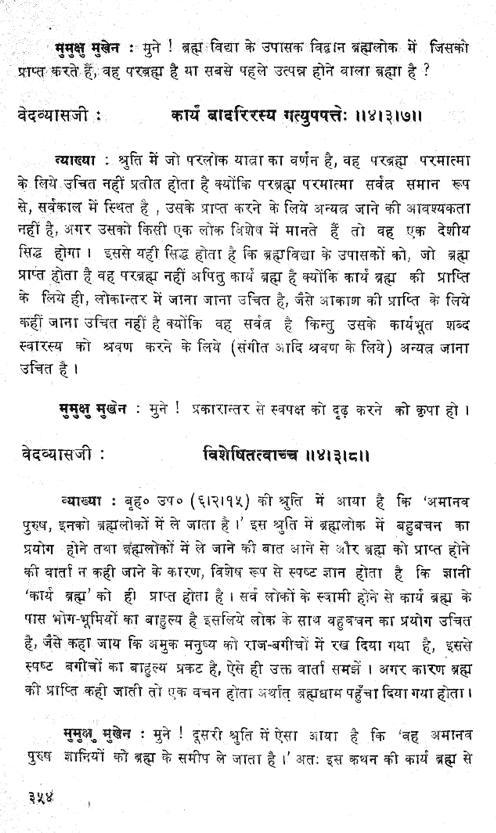 मुमुक्षु मुखेन : मुने ! ब्रह्म विद्या के उपासक विद्वान ब्रह्मलोक में जिसको
प्राप्त करते हैं, वह परब्रह्म है या सबसे पहले उत्पन्न होने वाला ब्रह्मा है ?
वेदव्यासजी : कार्यं बादरिरस्य गत्युपपत्तेः ॥४।३।७॥
व्याख्या : श्रुति में जो परलोक यात्रा का वर्णन है, वह परब्रह्म परमात्मा
के लिये उचित नहीं प्रतीत होता है क्योंकि परब्रह्म परमात्मा सर्वत्र समान रूप
से, सर्वकाल में स्थित है , उसके प्राप्त करने के लिये अन्यत्र जाने की आवश्यकता
नहीं है, अगर उसको किसी एक लोक विशेष में मानते हैं तो वह एक देशीय
सिद्ध होगा । इससे यही सिद्ध होता है कि ब्रह्मविद्या के उपासकों को, जो ब्रह्म
प्राप्त होता है वह परब्रह्म नहीं अपितु कार्य ब्रह्म है क्योंकि कार्य ब्रह्म की प्राप्ति
के लिये ही, लोकान्तर में जाना जाना उचित है, जैसे आकाश की प्राप्ति के लिये
कहीं जाना उचित नहीं है क्योंकि वह सर्वत्र है किन्तु उसके कार्यभूत शब्द
स्वारस्य को श्रवण करने के लिये (संगीत आदि श्रवण के लिये) अन्यत्र जाना
उचित है ।
मुमुक्षु मुखेन : मुने ! प्रकारान्तर से स्वपक्ष को दृढ़ करने को कृपा हो ।
वेदव्यासजी : विशेषितत्वाच्च ॥४।३।८॥
व्याख्या : बृह० उप० (६।२।१५) की श्रुति में आया है कि 'अमानव
पुरुष, इनको ब्रह्मलोकों में ले जाता है ।' इस श्रुति में ब्रह्मलोक में बहुबचन का
प्रयोग होने तथा ब्रह्मलोकों में ले जाने की बात आने से और ब्रह्म को प्राप्त होने
की वार्ता न कही जाने के कारण, विशेष रूप से स्पष्ट ज्ञान होता है कि ज्ञानी
'कार्य ब्रह्म' को ही प्राप्त होता है । सर्व लोकों के स्वामी होने से कार्य ब्रह्म के
पास भोग-भूमियों का बाहुल्य है इसलिये लोक के साथ बहुबचन का प्रयोग उचित
है, जैसे कहा जाय कि अमुक मनुष्य को राज-बगीचों में रख दिया गया है, इससे
स्पष्ट बगीचों का बाहुल्य प्रकट है, ऐसे ही उक्त वार्ता समझें । अगर कारण ब्रह्म
की प्राप्ति कही जाती तो एक वचन होता अर्थात् ब्रह्मधाम पहुँचा दिया गया होता ।
मुमुक्षु मुखेन : मुने ! दूसरी श्रुति में ऐसा आया है कि 'वह अमानव
पुरुष ज्ञानियों को ब्रह्म के समीप ले जाता है ।' अतः इस कथन की कार्य ब्रह्म से
३५४